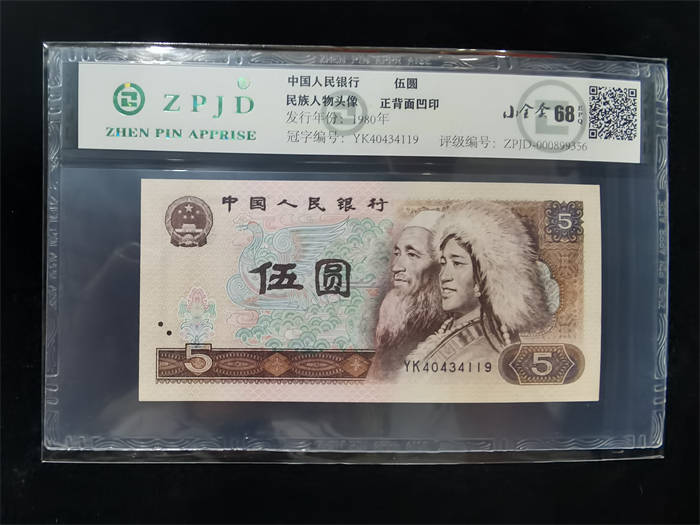 ZPJD
ZHEN PIN APPRISE
中国人民银行 伍圆
民族人物头像 正背面凹印
发行年份：1980年
冠字编号：YK40434119 评级编号：ZPJD-000899356
68 EPQ
中国人民银行
5
伍圆
5
YK40434119
5